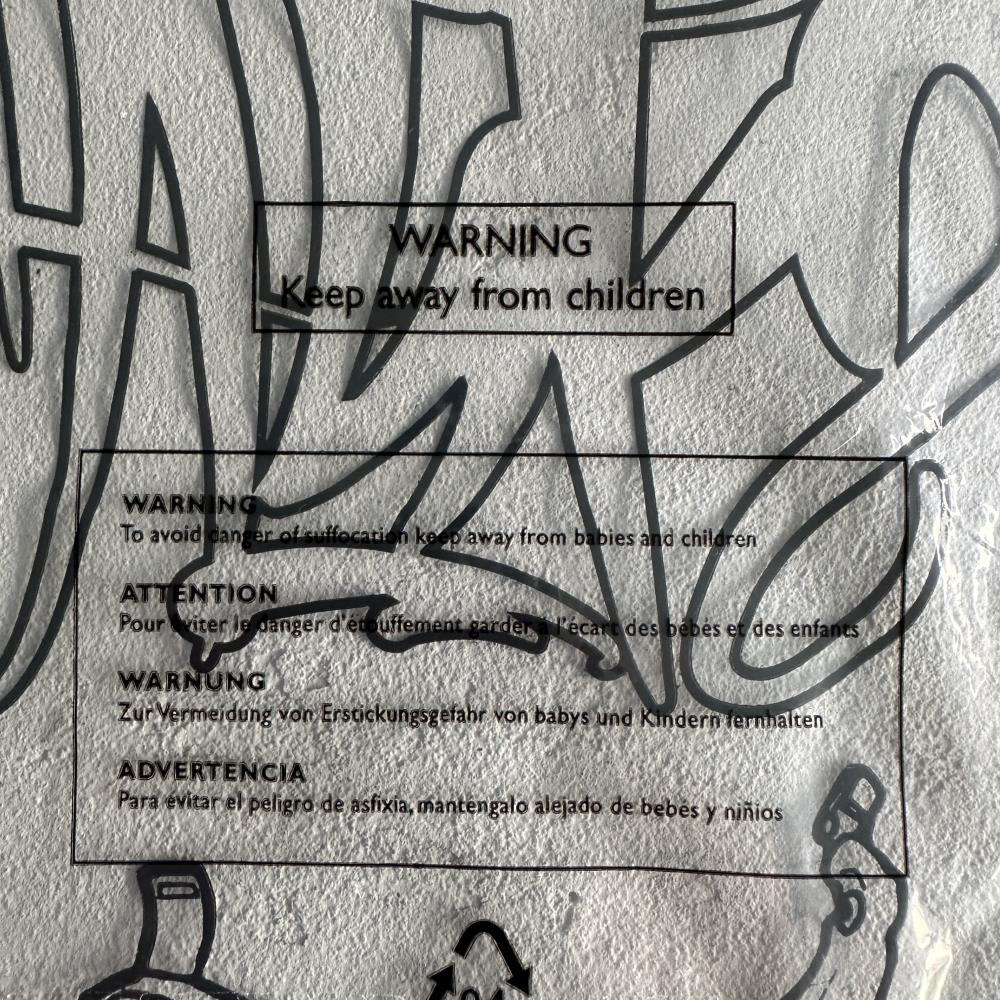 WARNING
Keep away from children
WARNING
To avoid danger of suffocation keep away from babies and children
ATTENTION
Pour éviter le danger d'étouffement garder à l'écart des bébés et des enfants
WARNUNG
Zur Vermeidung von Erstickungsgefahr von babys und Kindern fernhalten
ADVERTENCIA
Para evitar el peligro de asfixia, mantengalo alejado de bebés y niñios
04